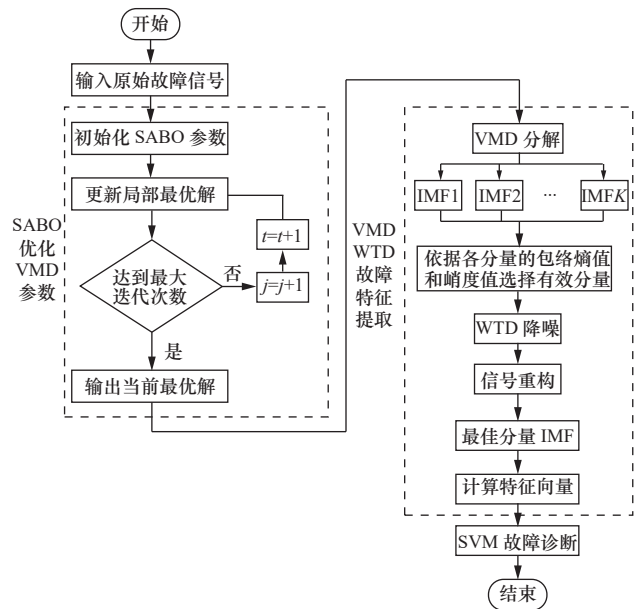 开始
输入原始故障信号
初始化 SABO 参数
更新局部最优解
t=t+1
j=j+1
达到最大
迭代次数
否
是
输出当前最优解
SABO
优化
VMD
参数
VMD 分解
IMF1 IMF2 ··· IMFK
依据各分量的包络熵值
和峭度值选择有效分量
WTD 降噪
信号重构
最佳分量 IMF
计算特征向量
VMD
WTD
故障
特征
提取
SVM 故障诊断
结束